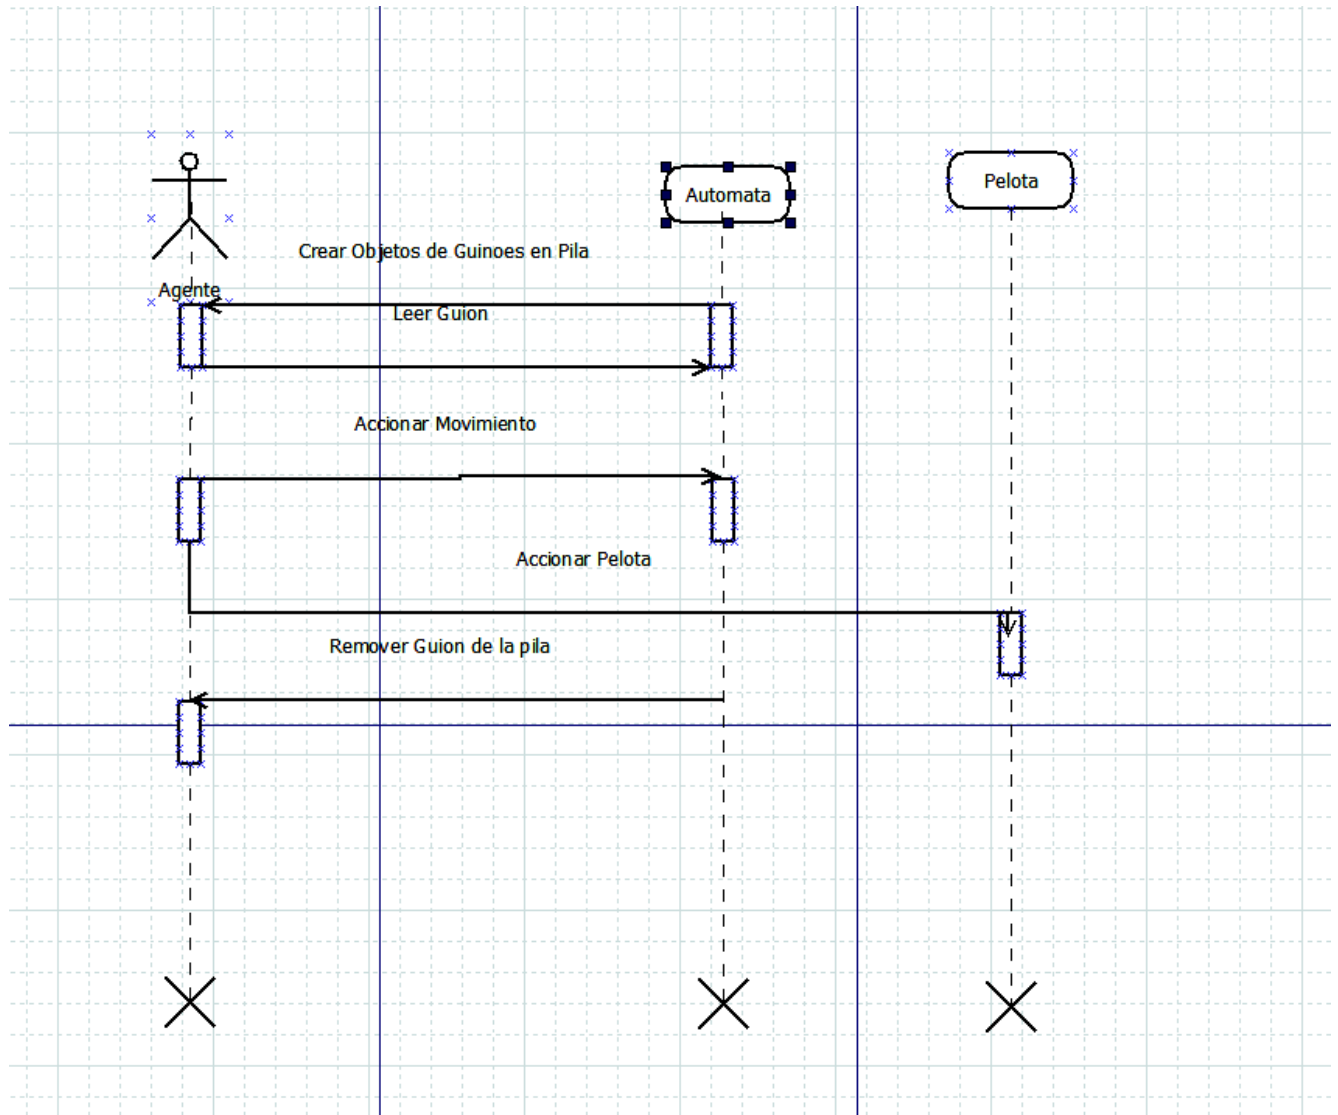 Automata
Pelota
Crear Objetos de Guinoes en Pila
Agente
Leer Guion
Accionar Movimiento
Accionar Pelota
Remover Guion de la pila